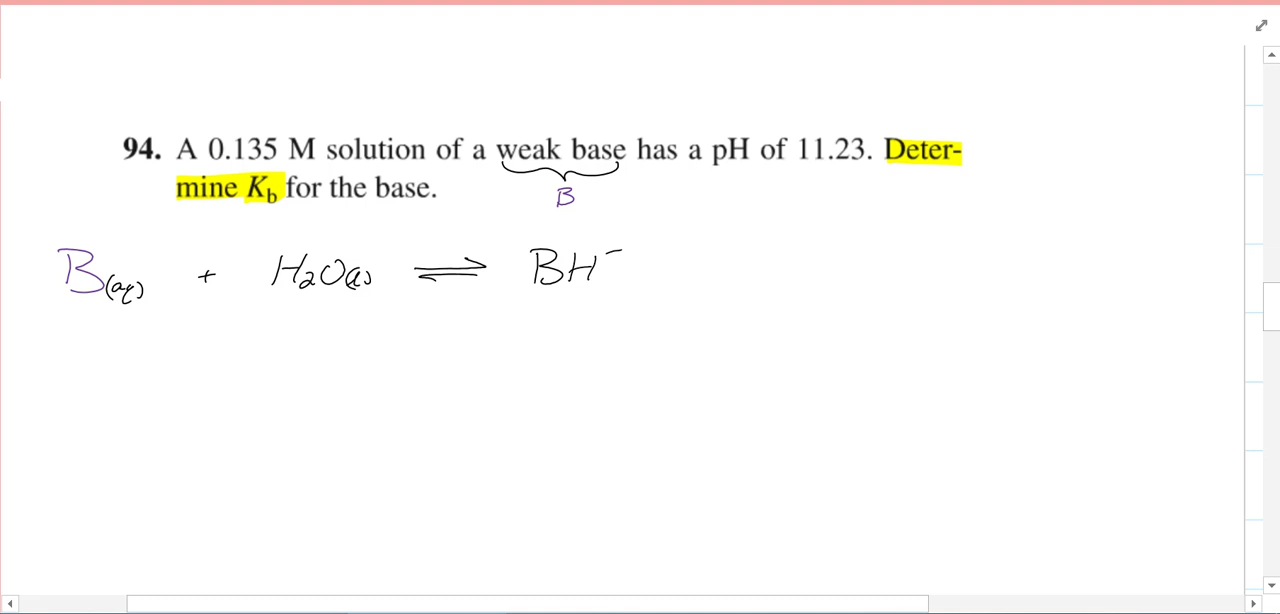 94. A 0.135 M solution of a weak base has a pH of 11.23. Deter-
mine Kb for the base.
B
B(aq) + H2O(l) ⇌ BH⁻